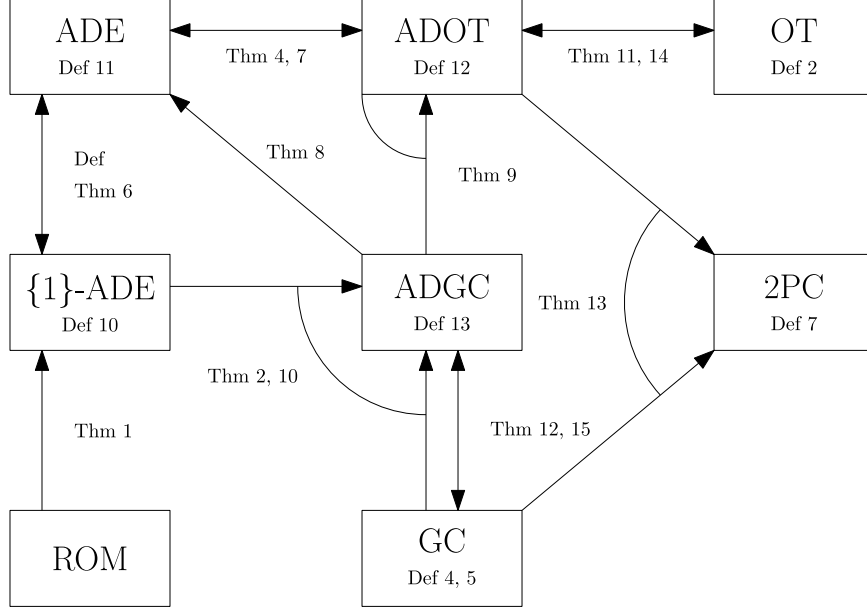 ADE
Def 11
Thm 4, 7
ADOT
Def 12
Thm 11, 14
OT
Def 2
Def
Thm 6
Thm 8
Thm 9
{1}-ADE
Def 10
ADGC
Def 13
Thm 13
2PC
Def 7
Thm 2, 10
Thm 1
Thm 12, 15
ROM
GC
Def 4, 5